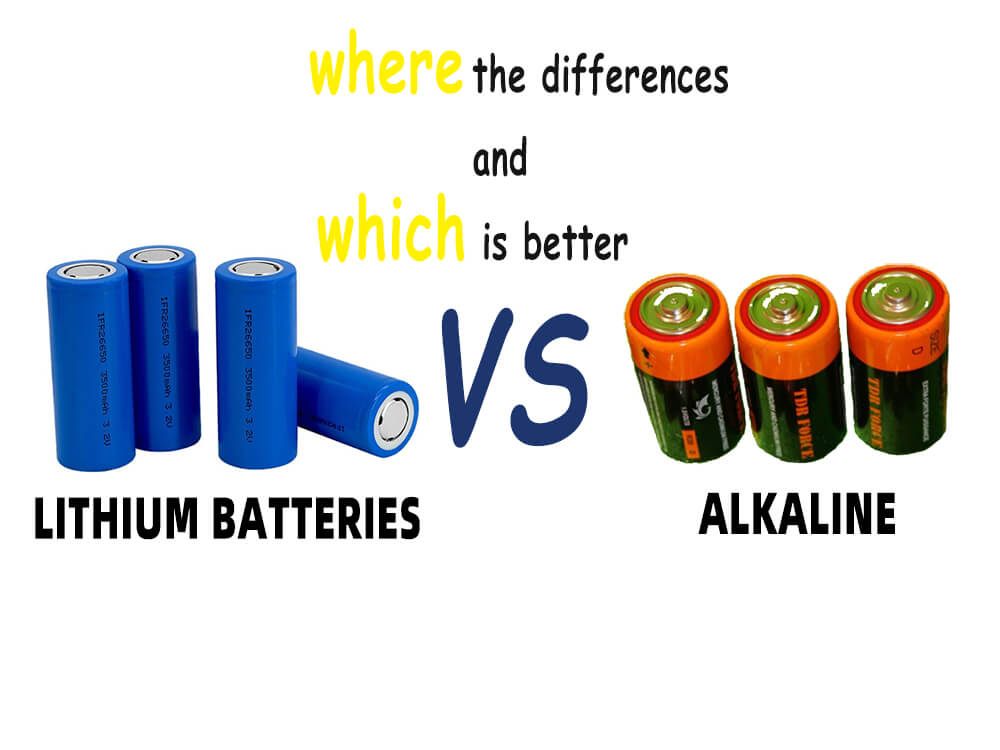 where the differences
and
which is better
VS
IFR26650 3500mAh 3.2V
IFR26650 3500mAh 3.2V
IFR26650 3500mAh 3.2V
TDR FORCE
TDR FORCE
SIZE D
LITHIUM BATTERIES
ALKALINE